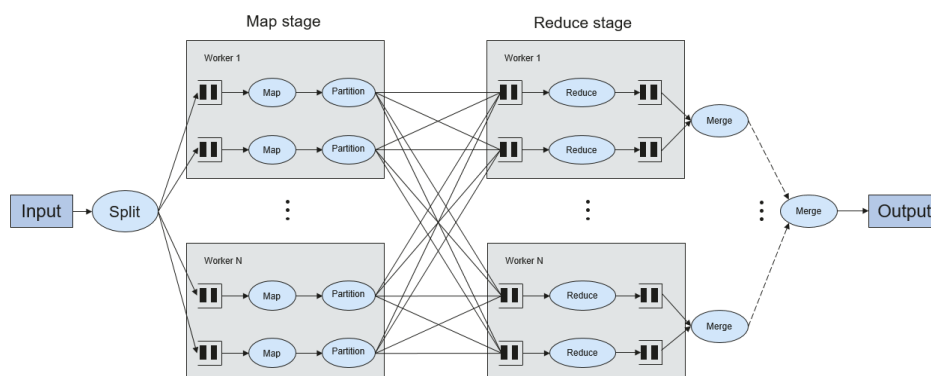 Map stage
Reduce stage
Worker 1
Worker 1
Map
Partition
Reduce
Merge
Map
Partition
Reduce
Input
Split
Merge
Output
Worker N
Worker N
Map
Partition
Reduce
Merge
Map
Partition
Reduce